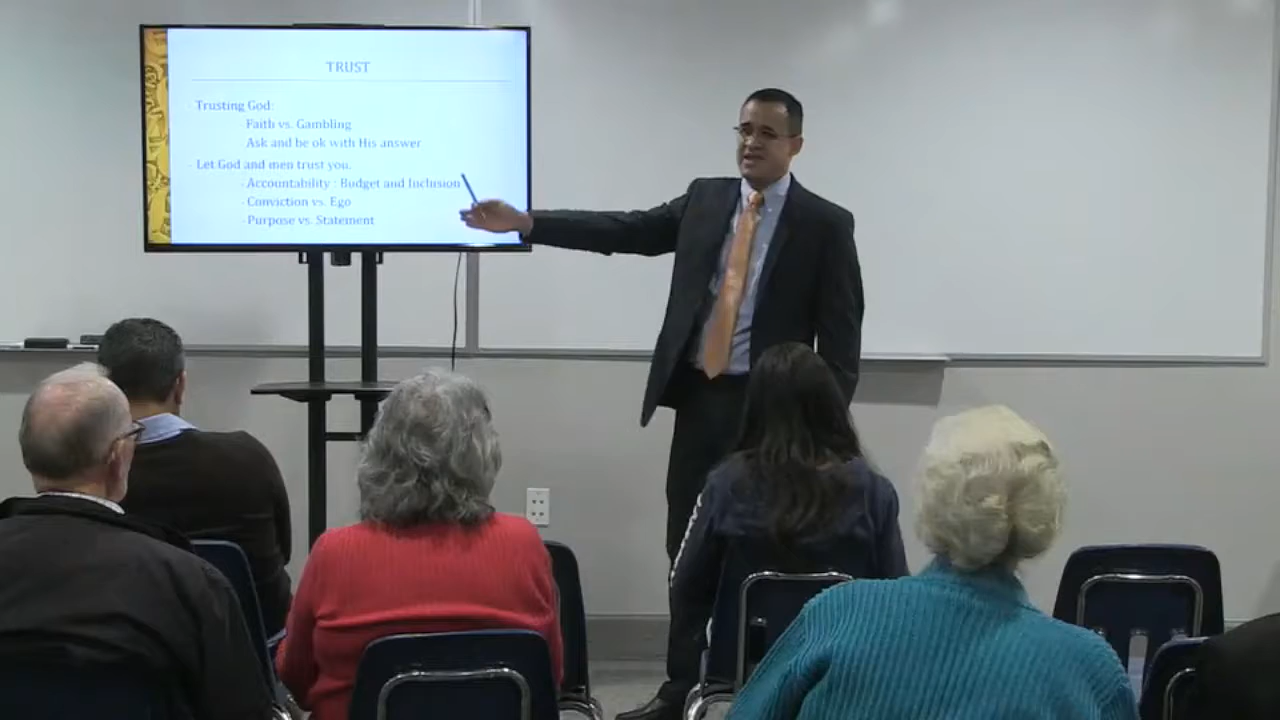 TRUST
- Trusting God:
- Faith vs. Gambling
- Ask and be ok with His answer
- Let God and men trust you.
- Accountability : Budget and Inclusion
- Conviction vs. Ego
- Purpose vs. Statement